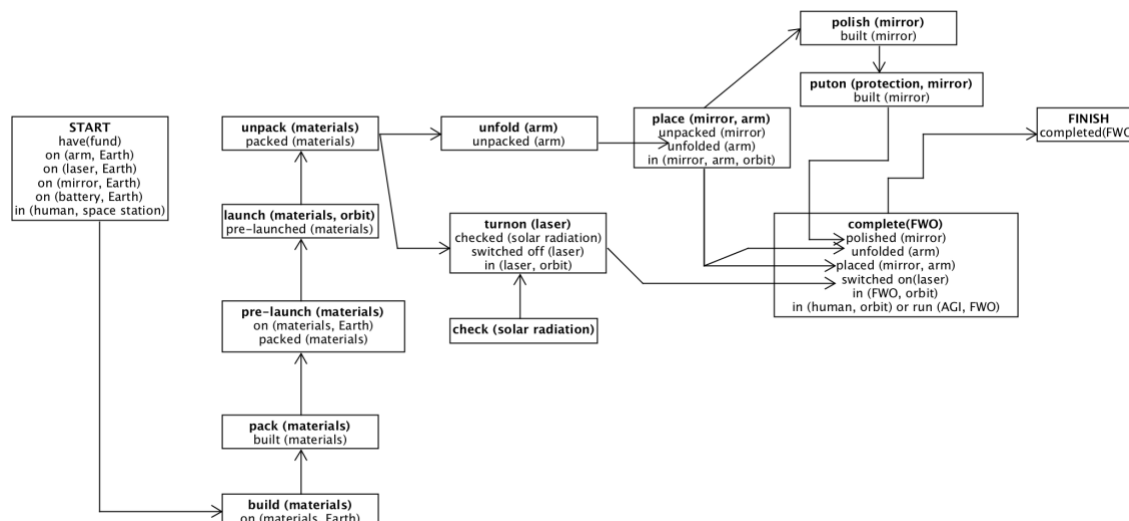 polish (mirror)
built (mirror)
puton (protection, mirror)
built (mirror)
START
have(fund)
on (arm, Earth)
on (laser, Earth)
on (mirror, Earth)
on (battery, Earth)
in (human, space station)
unpack (materials)
packed (materials)
unfold (arm)
unpacked (arm)
place (mirror, arm)
unpacked (mirror)
unfolded (arm)
in (mirror, arm, orbit)
FINISH
completed(FWO
launch (materials, orbit)
pre-launched (materials)
turnon (laser)
checked (solar radiation)
switched off (laser)
in (laser, orbit)
complete(FWO)
polished (mirror)
unfolded (arm)
placed (mirror, arm)
switched on(laser)
in (FWO, orbit)
in (human, orbit) or run (AGI, FWO)
pre-launch (materials)
on (materials, Earth)
packed (materials)
check (solar radiation)
pack (materials)
built (materials)
build (materials)
on (materials, Earth)